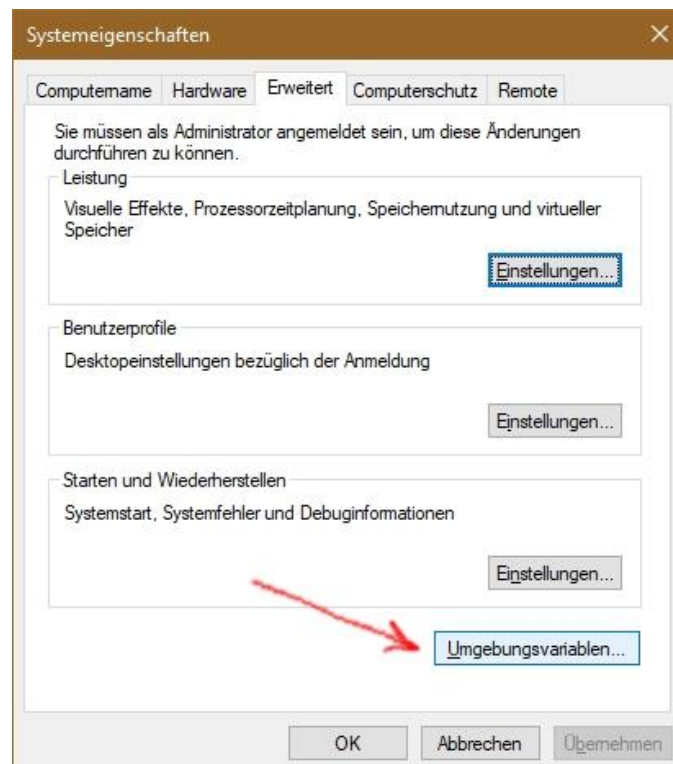 Systemeigenschaften
Computername Hardware Erweitert Computerschutz Remote
Sie müssen als Administrator angemeldet sein, um diese Änderungen
durchführen zu können.
Leistung
Visuelle Effekte, Prozessorzeitplanung, Speichernutzung und virtueller
Speicher
Einstellungen...
Benutzerprofile
Desktopeinstellungen bezüglich der Anmeldung
Einstellungen...
Starten und Wiederherstellen
Systemstart, Systemfehler und Debuginformationen
Einstellungen...
Umgebungsvariablen...
OK Abbrechen Übernehmen